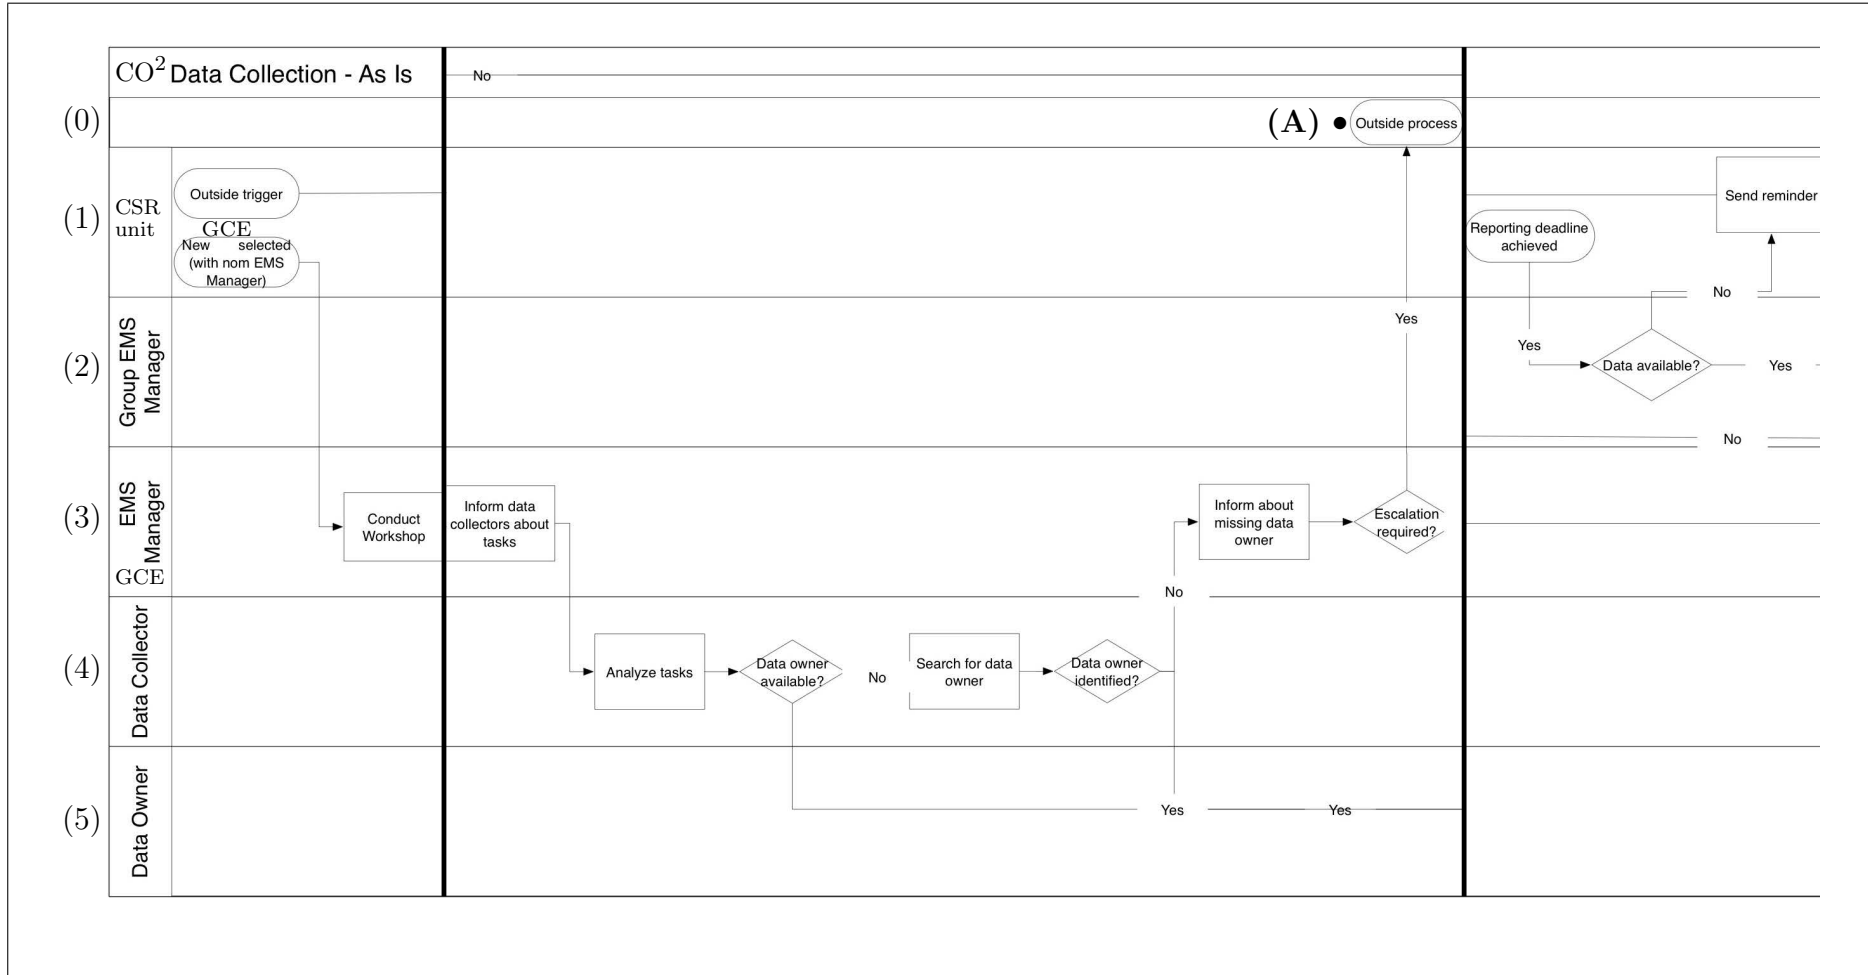 CO2 Data Collection - As Is
No
(0)
(A)
Outside process
(1)
CSR
unit
Outside trigger
GCE
New selected
(with nom EMS
Manager)
Reporting deadline
achieved
Send reminder
No
(2)
Group EMS
Manager
Yes
Yes
Data available?
Yes
No
(3)
EMS
Manager
GCE
Conduct
Workshop
Inform data
collectors about
tasks
Inform about
missing data
owner
Escalation
required?
No
(4)
Data Collector
Analyze tasks
Data owner
available?
No
Search for data
owner
Data owner
identified?
(5)
Data Owner
Yes
Yes